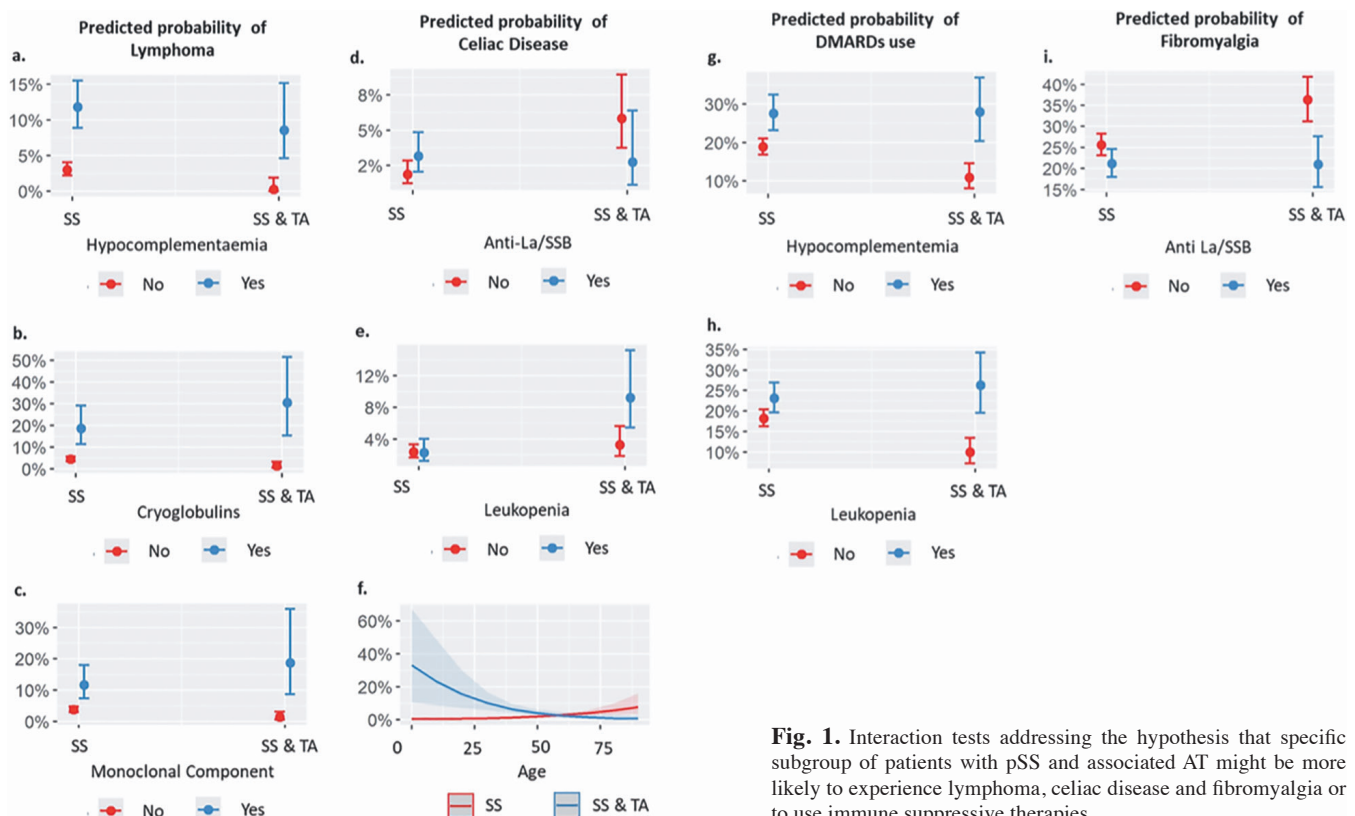 Predicted probability of
Lymphoma
a.
15%
10%
5%
0%
SS
SS & TA
Hypocomplementaemia
No
Yes
b.
50%
40%
30%
20%
10%
0%
SS
SS & TA
Cryoglobulins
No
Yes
c.
30%
20%
10%
0%
SS
SS & TA
Monoclonal Component
No
Yes
Predicted probability of
Celiac Disease
d.
8%
5%
2%
SS
SS & TA
Anti-La/SSB
No
Yes
e.
12%
8%
4%
SS
SS & TA
Leukopenia
No
Yes
f.
60%
40%
20%
0%
0
25
50
75
Age
SS
SS & TA
Predicted probability of
DMARDs use
g.
30%
20%
10%
SS
SS & TA
Hypocomplementemia
No
Yes
h.
35%
30%
25%
20%
15%
10%
SS
SS & TA
Leukopenia
No
Yes
Predicted probability of
Fibromyalgia
i.
40%
35%
30%
25%
20%
15%
SS
SS & TA
Anti La/SSB
No
Yes
Fig. 1. Interaction tests addressing the hypothesis that specific
subgroup of patients with pSS and associated AT might be more
likely to experience lymphoma, celiac disease and fibromyalgia or
to use immune suppressive therapies.